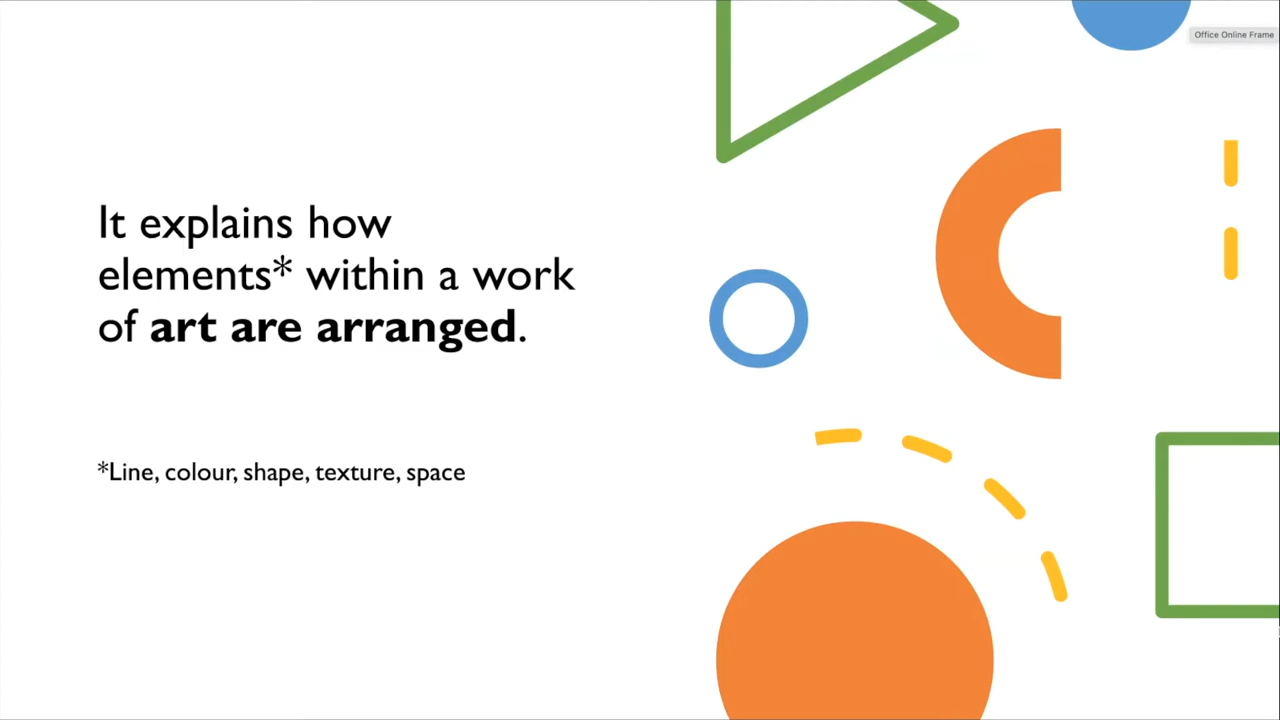 Office Online Frame
It explains how
elements* within a work
of art are arranged.
*Line, colour, shape, texture, space